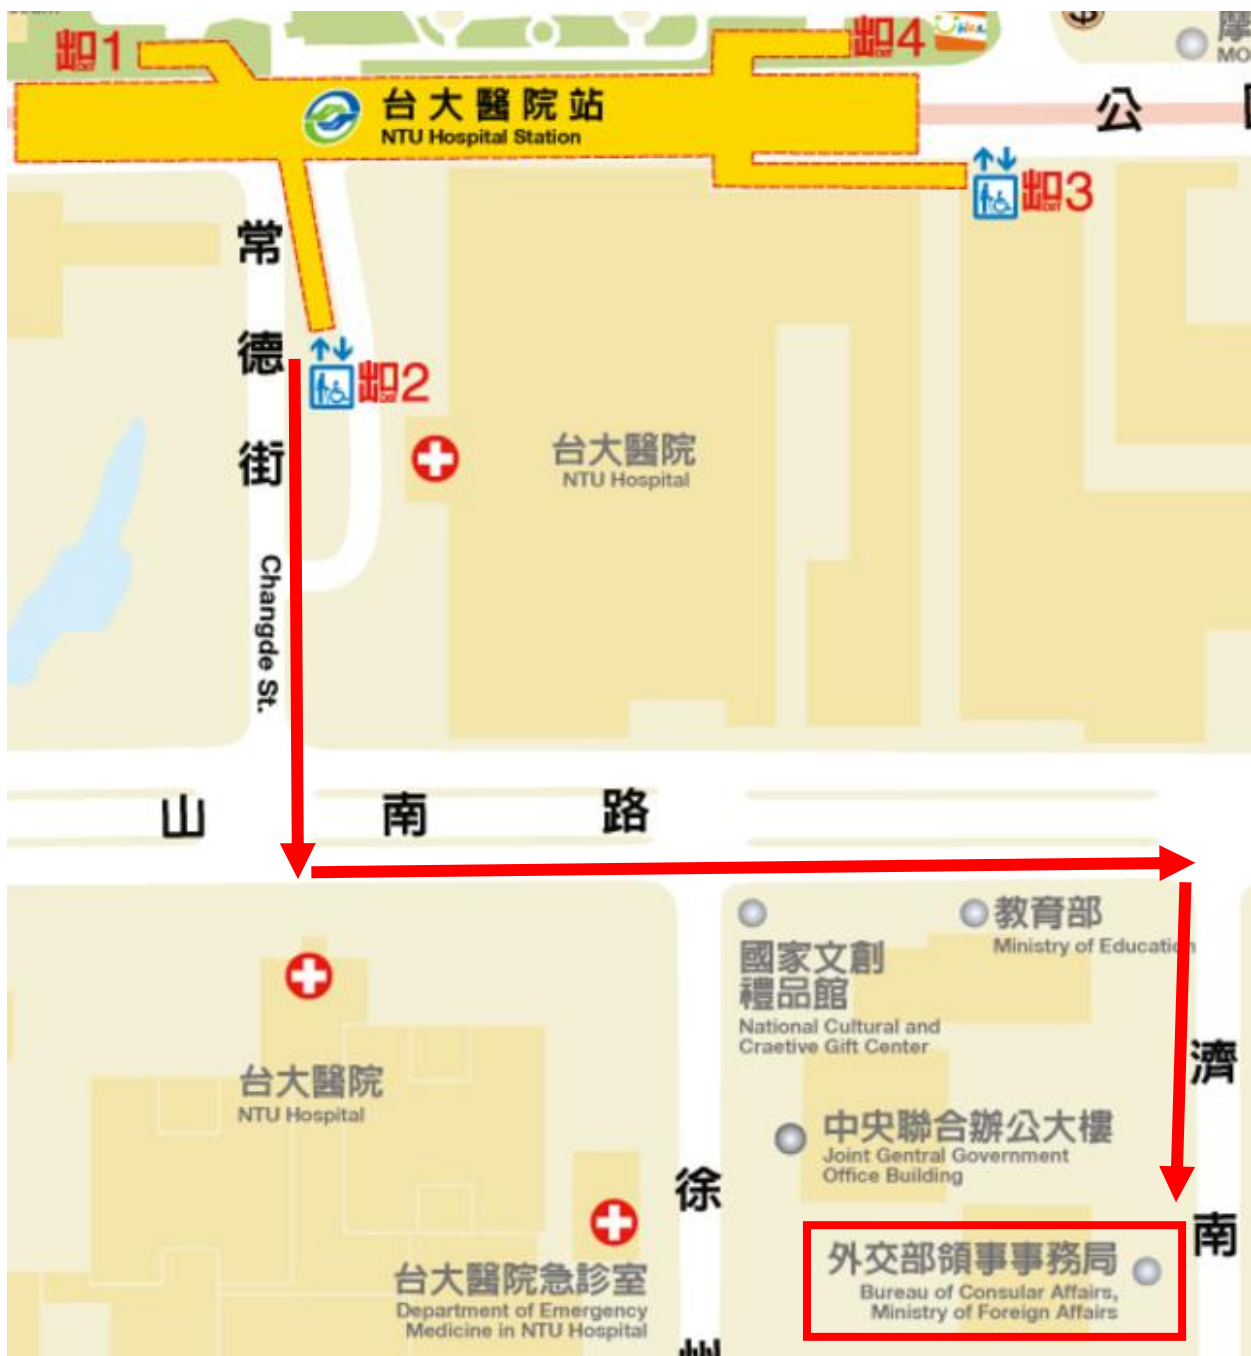 出口1
出口4
台大醫院站
NTU Hospital Station
公
MO
出口3
常德街
Changde St.
出口2
台大醫院
NTU Hospital
山南路
國家文創
禮品館
National Cultural and
Craetive Gift Center
教育部
Ministry of Education
濟南
台大醫院
NTU Hospital
中央聯合辦公大樓
Joint Gentral Government
Office Building
徐州
台大醫院急診室
Department of Emergency
Medicine in NTU Hospital
外交部領事事務局
Bureau of Consular Affairs,
Ministry of Foreign Affairs